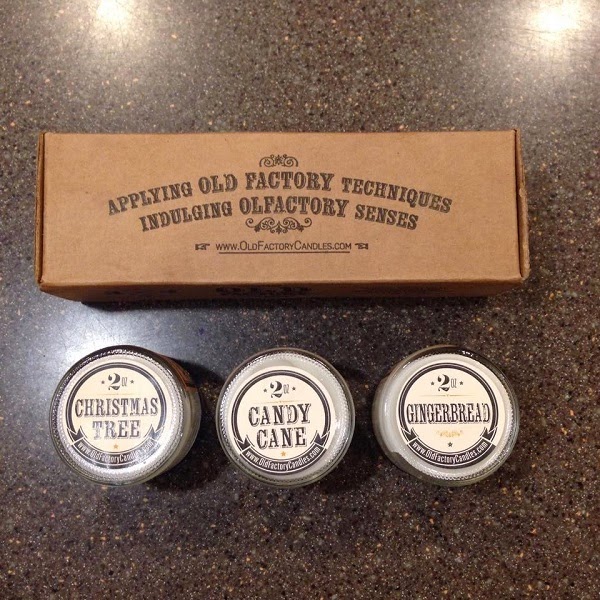 APPLYING OLD FACTORY TECHNIQUES
INDULGING OLFACTORY SENSES
WWW.OLDFACTORYCANDLES.COM
2 OZ
CHRISTMAS
TREE
www.OldFactoryCandles.com
2 OZ
CANDY
CANE
www.OldFactoryCandles.com
2 OZ
GINGERBREAD
www.OldFactoryCandles.com